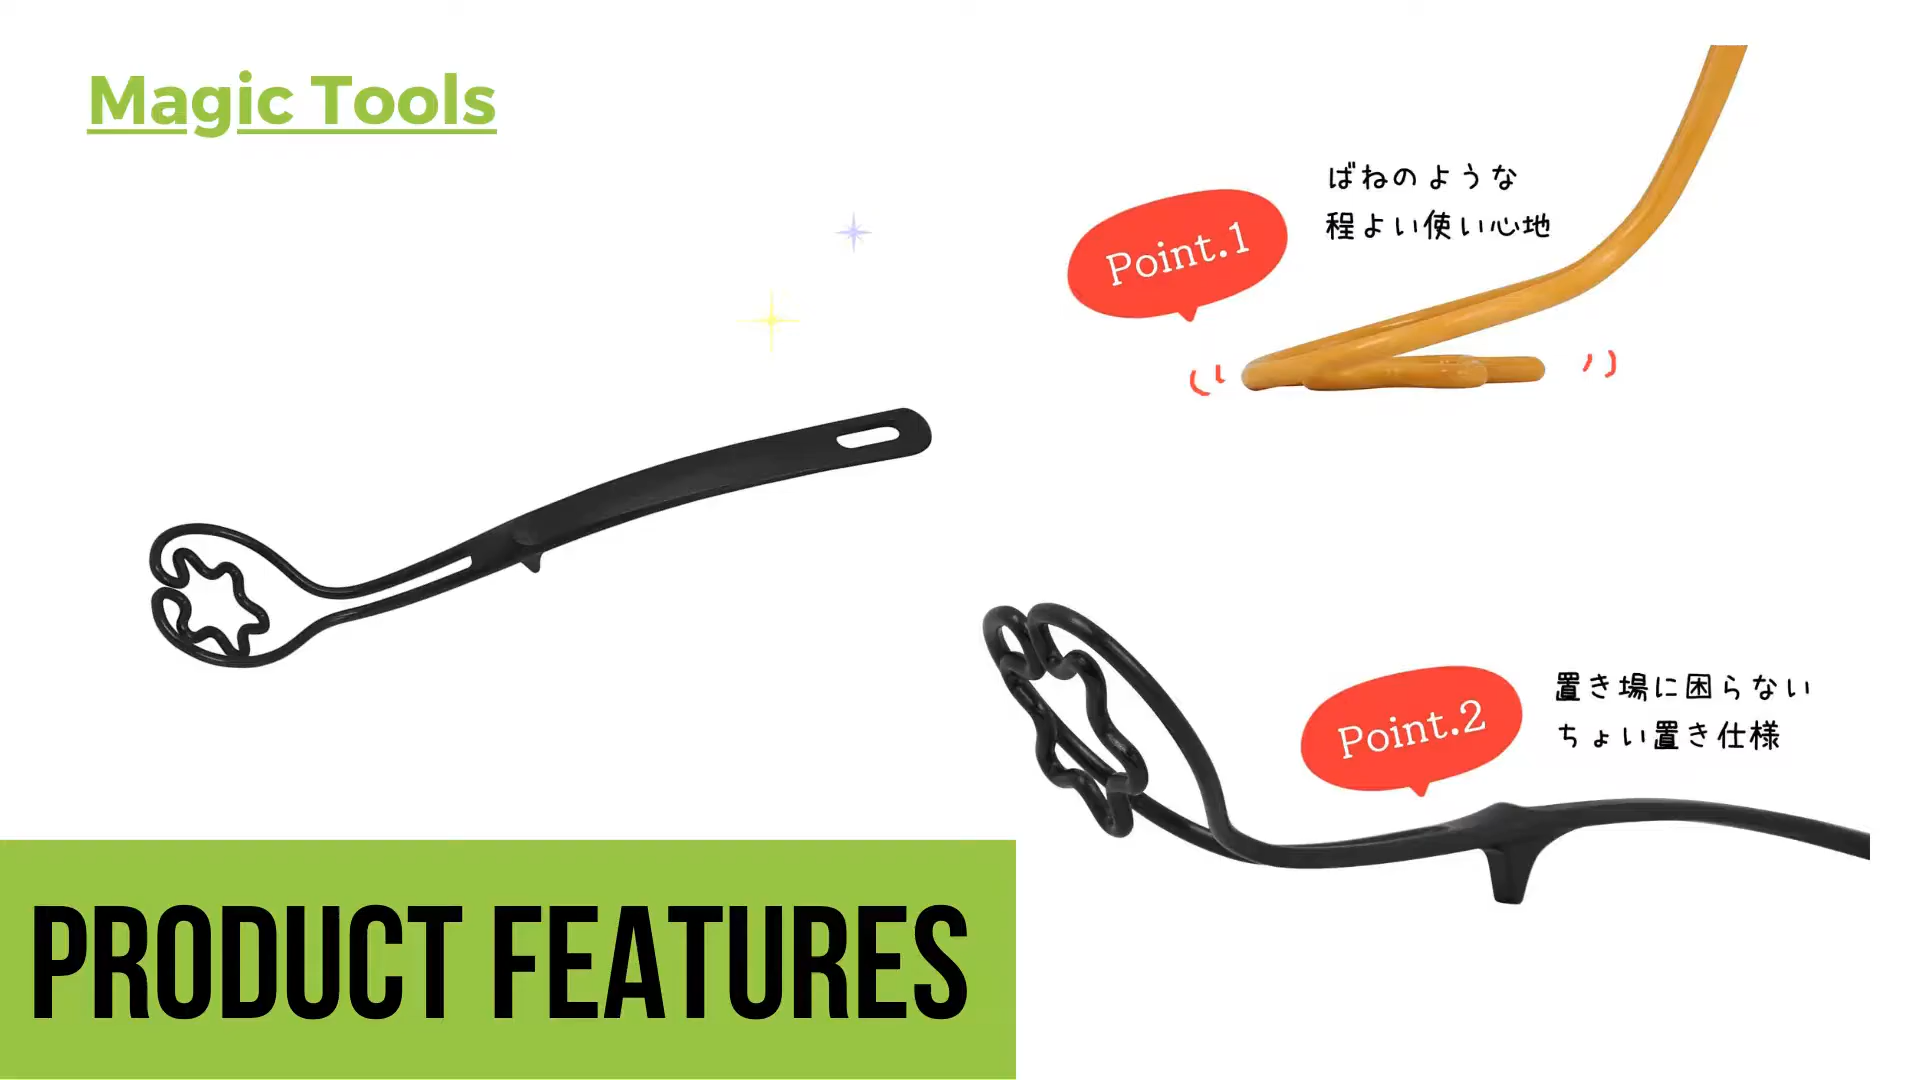 Magic Tools
Point.1
ばねのような
程よい使い心地
Point.2
置き場に困らない
ちょい置き仕様
PRODUCT FEATURES